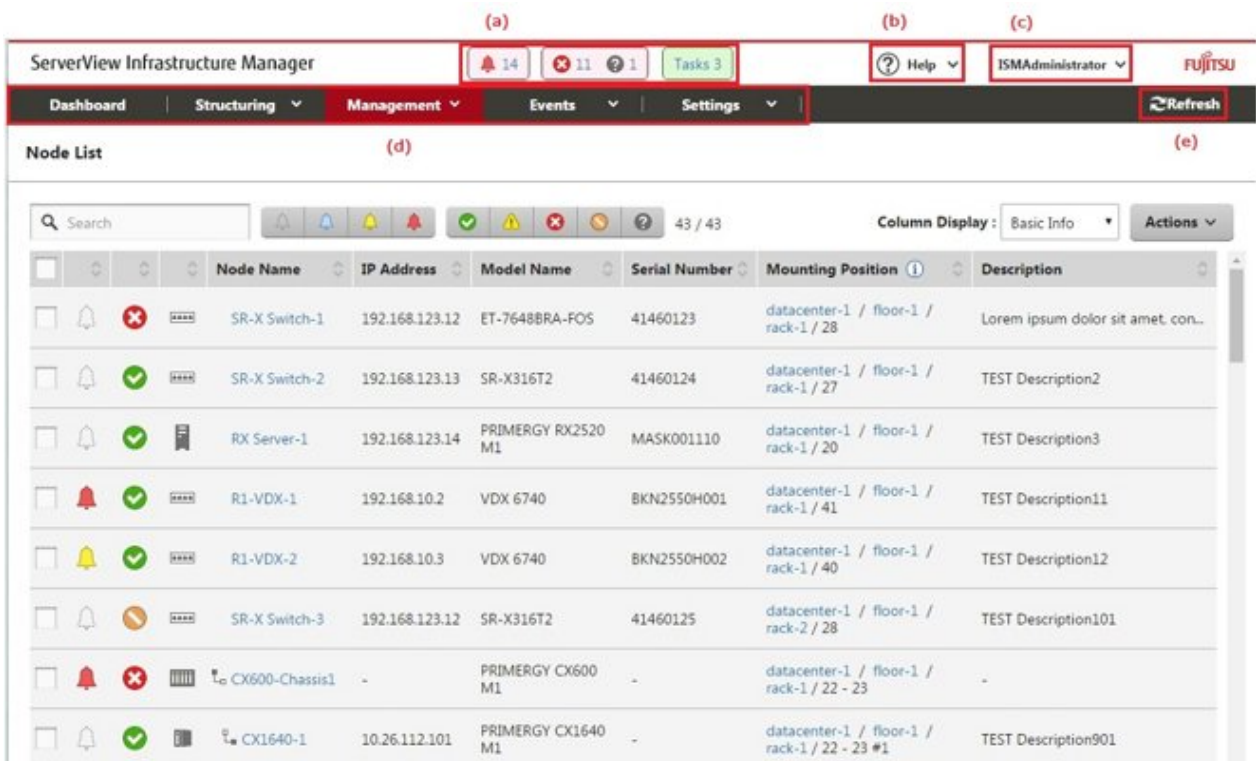 (a) (b) (c)
ServerView Infrastructure Manager 14 11 1 Tasks 3 Help ISMAdministrator FUJITSU
Dashboard Structuring Management Events Settings Refresh
Node List (d) (e)
Search 43 / 43 Column Display : Basic Info Actions
Node Name IP Address Model Name Serial Number Mounting Position Description
SR-X Switch-1 192.168.123.12 ET-7648BRA-FOS 41460123 datacenter-1 / floor-1 / Lorem ipsum dolor sit amet, con...
rack-1 / 28
SR-X Switch-2 192.168.123.13 SR-X316T2 41460124 datacenter-1 / floor-1 / TEST Description2
rack-1 / 27
RX Server-1 192.168.123.14 PRIMERGY RX2520 MASK001110 datacenter-1 / floor-1 / TEST Description3
M1 rack-1 / 20
R1-VDX-1 192.168.10.2 VDX 6740 BKN2550H001 datacenter-1 / floor-1 / TEST Description11
rack-1 / 41
R1-VDX-2 192.168.10.3 VDX 6740 BKN2550H002 datacenter-1 / floor-1 / TEST Description12
rack-1 / 40
SR-X Switch-3 192.168.123.12 SR-X316T2 41460125 datacenter-1 / floor-1 / TEST Description101
rack-2 / 28
CX600-Chassis1 - PRIMERGY CX600 - datacenter-1 / floor-1 / -
M1 rack-1 / 22 - 23
CX1640-1 10.26.112.101 PRIMERGY CX1640 - datacenter-1 / floor-1 / TEST Description901
M1 rack-1 / 22 - 23 #1